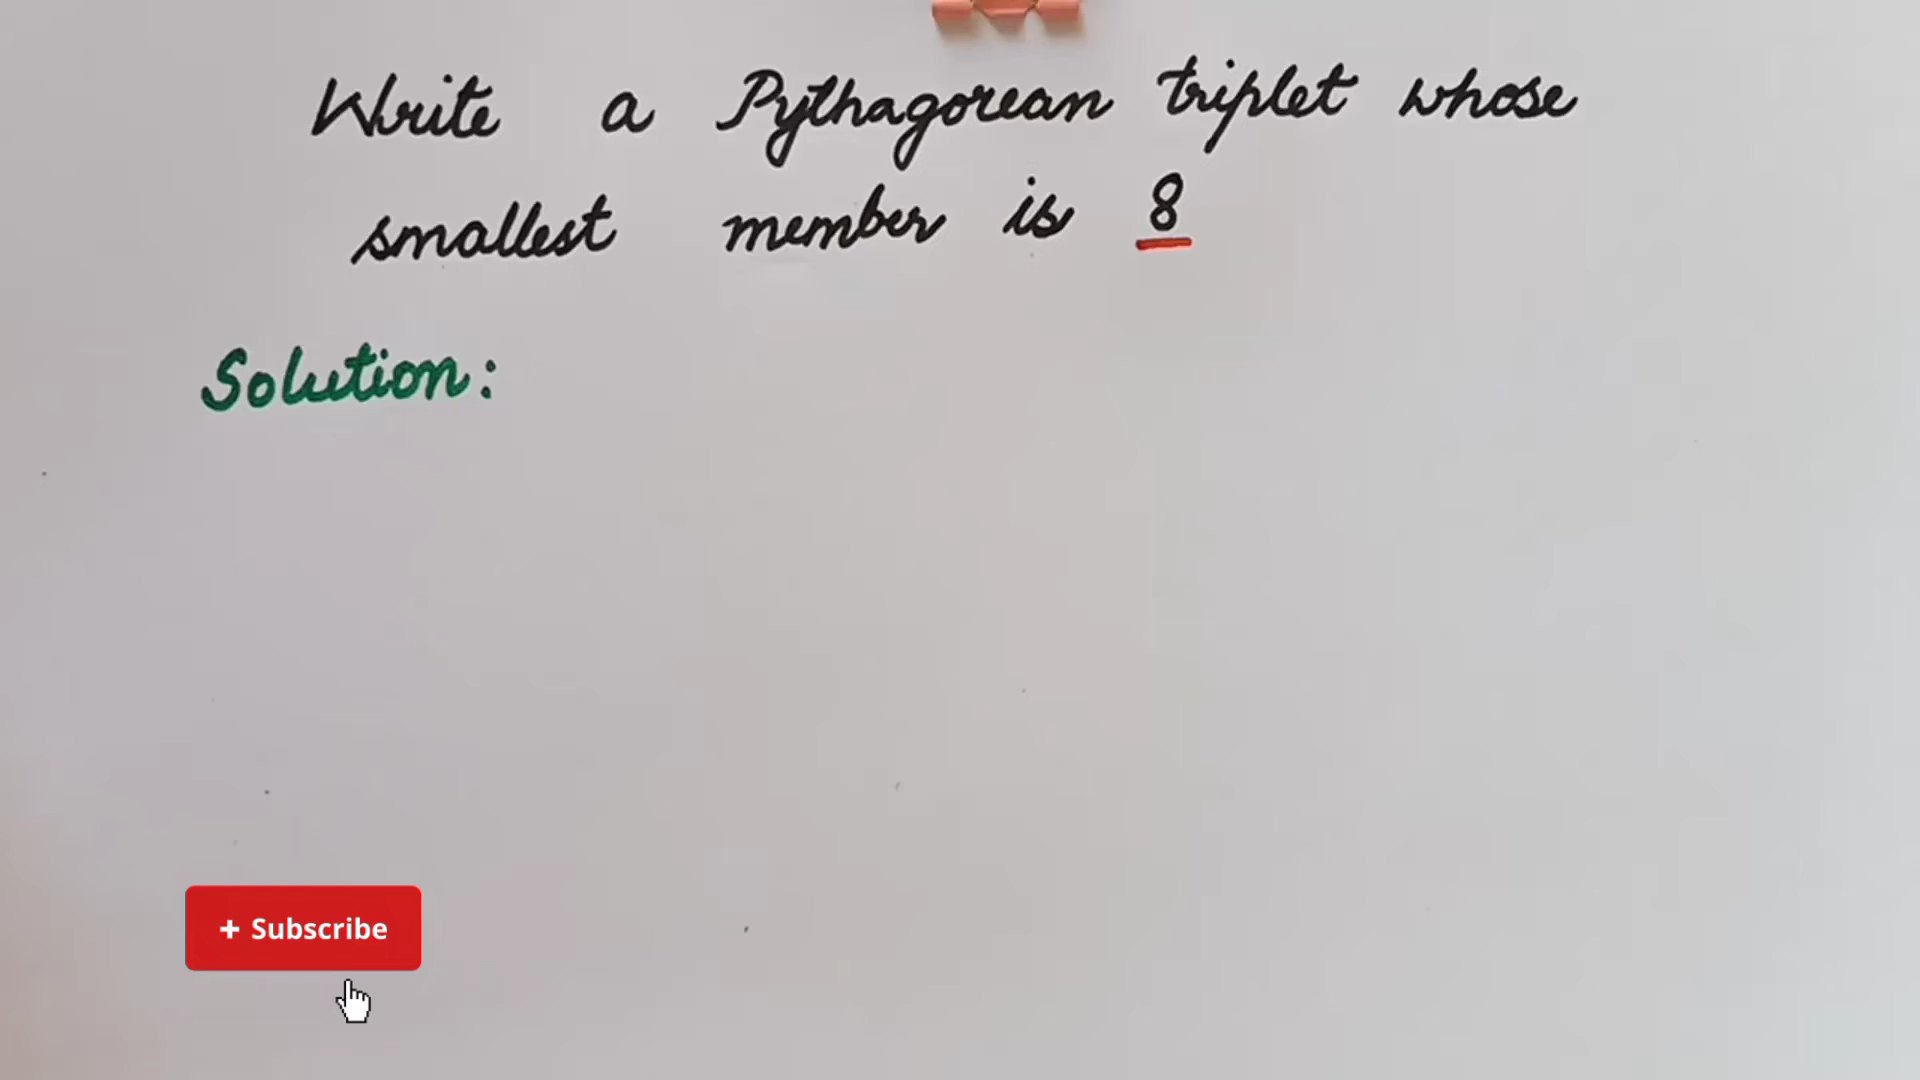 Write a Pythagorean triplet whose
smallest member is 8
Solution:
+ Subscribe